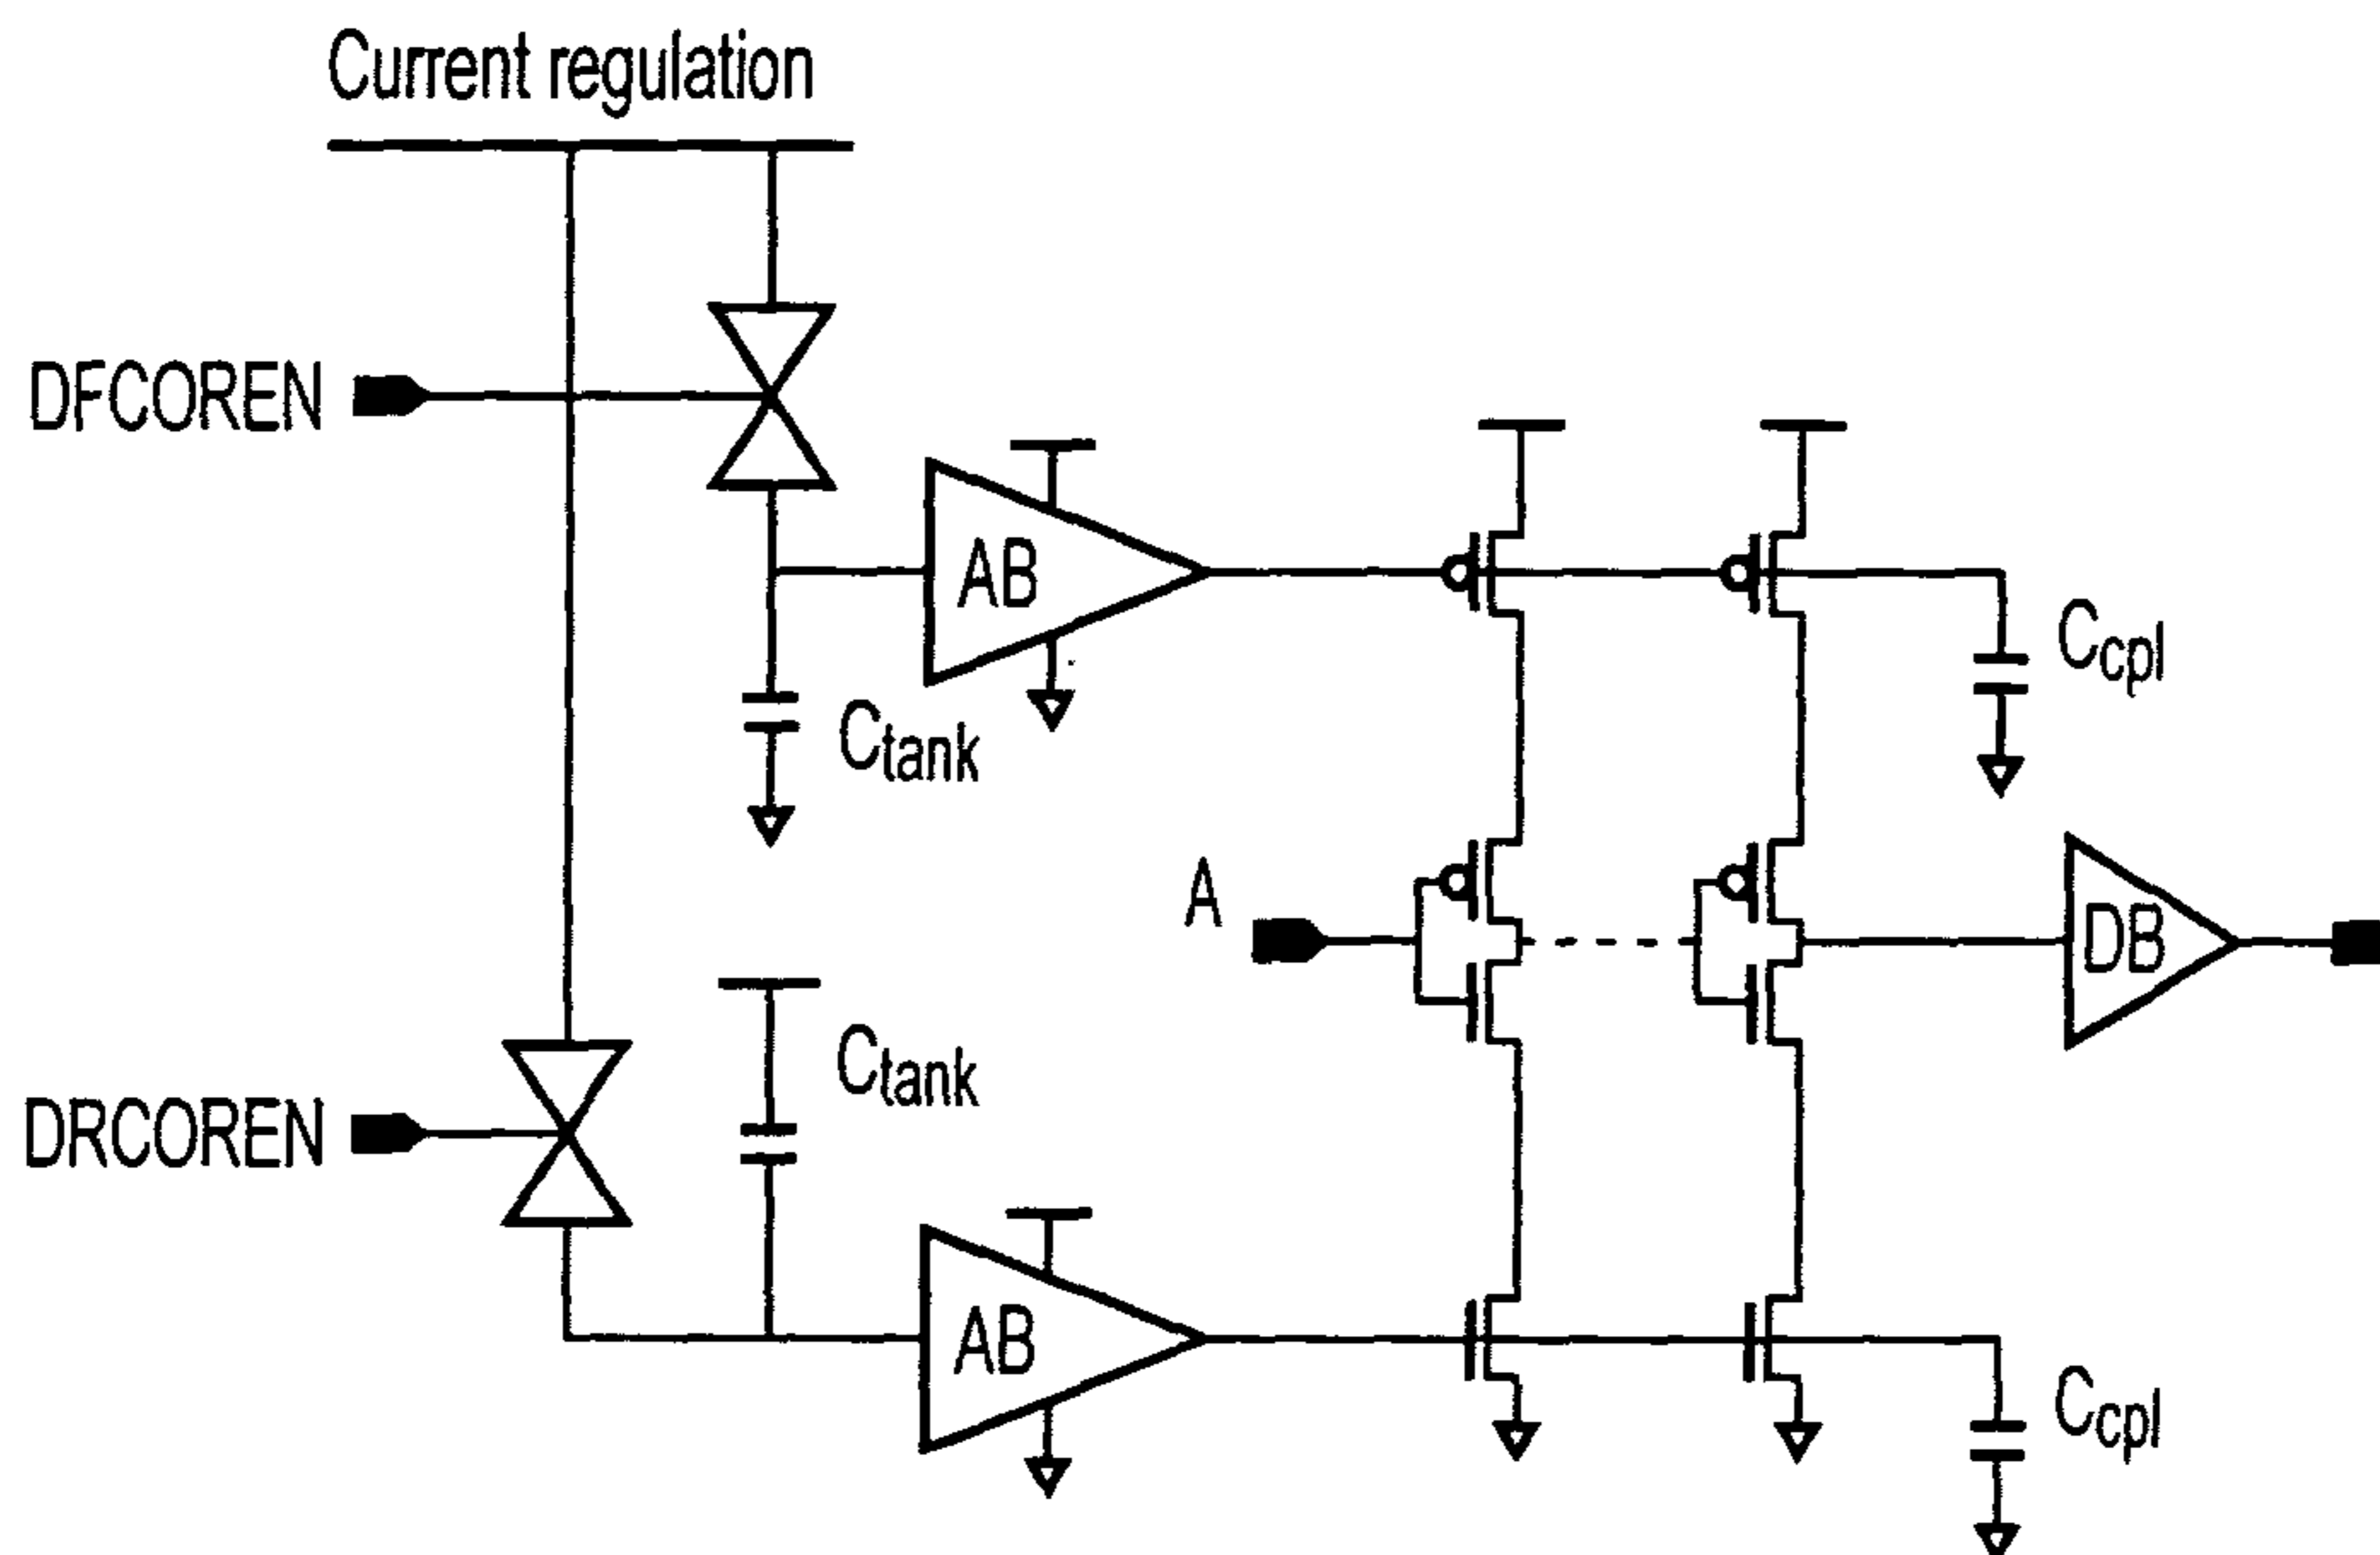 Current regulation
DFCOREN
AB
Ctank
Ccpl
A
DB
Ctank
DRCOREN
AB
Ccpl